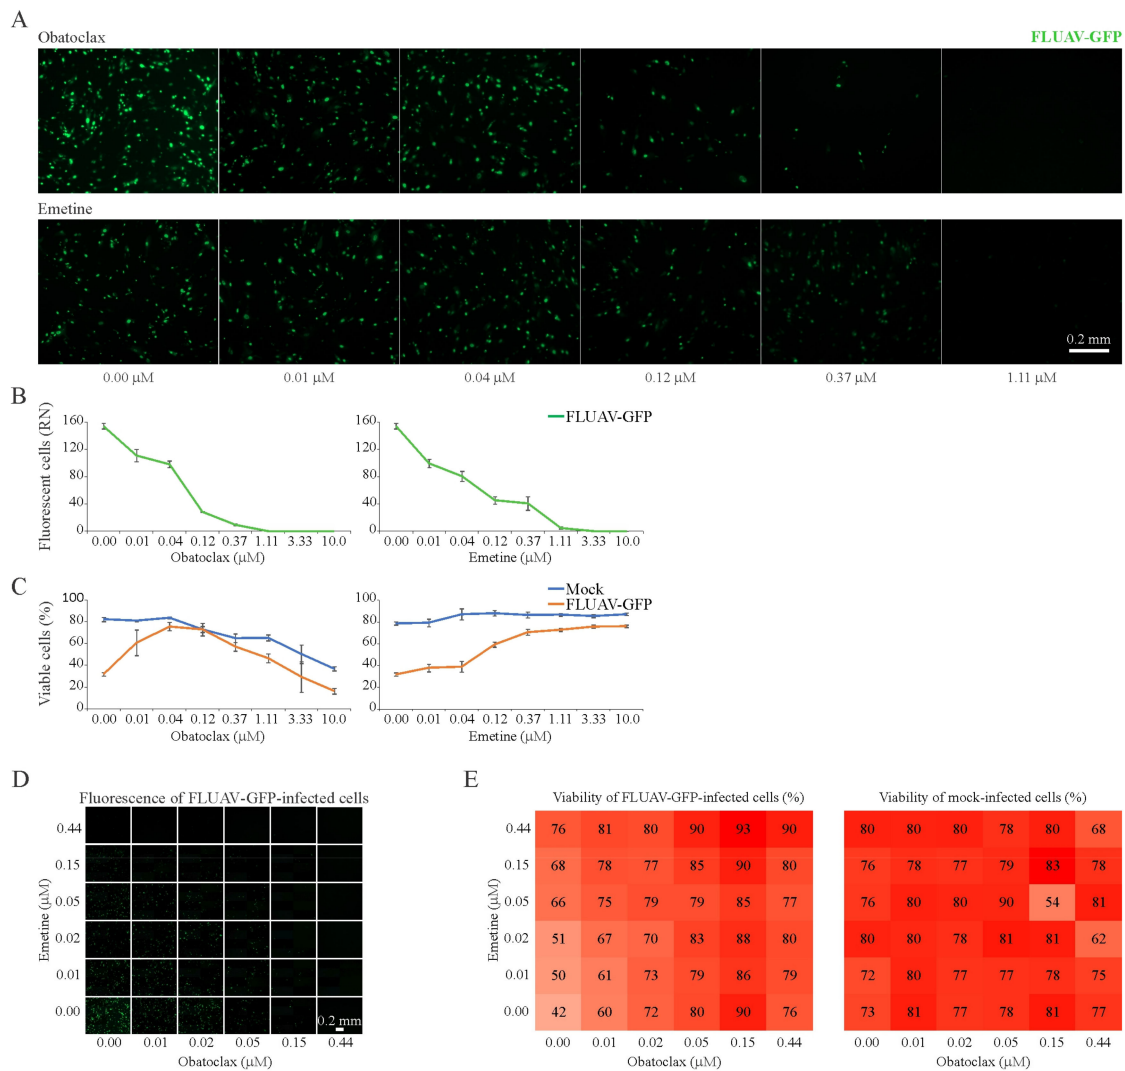 A
Obatoclax FLUAV-GFP
Emetine
0.2 mm
0.00 µM 0.01 µM 0.04 µM 0.12 µM 0.37 µM 1.11 µM
B
Fluorescent cells (RN)
160
120
80
40
0
0.00 0.01 0.04 0.12 0.37 1.11 3.33 10.0
Obatoclax (µM)
160
120
80
40
0
0.00 0.01 0.04 0.12 0.37 1.11 3.33 10.0
Emetine (µM)
FLUAV-GFP
C
Viable cells (%)
100
80
60
40
20
0
0.00 0.01 0.04 0.12 0.37 1.11 3.33 10.0
Obatoclax (µM)
100
80
60
40
20
0
0.00 0.01 0.04 0.12 0.37 1.11 3.33 10.0
Emetine (µM)
Mock
FLUAV-GFP
D
Fluorescence of FLUAV-GFP-infected cells
Emetine (µM)
0.44
0.15
0.05
0.02
0.01
0.00
0.2 mm
0.00 0.01 0.02 0.05 0.15 0.44
Obatoclax (µM)
E
Viability of FLUAV-GFP-infected cells (%)
Emetine (µM)
0.44 76 81 80 90 93 90
0.15 68 78 77 85 90 80
0.05 66 75 79 79 85 77
0.02 51 67 70 83 88 80
0.01 50 61 73 79 86 79
0.00 42 60 72 80 90 76
0.00 0.01 0.02 0.05 0.15 0.44
Obatoclax (µM)
Viability of mock-infected cells (%)
80 80 80 78 80 68
76 78 77 79 83 78
76 80 80 90 54 81
80 80 78 81 81 62
72 80 77 77 78 75
73 81 77 78 81 77
0.00 0.01 0.02 0.05 0.15 0.44
Obatoclax (µM)